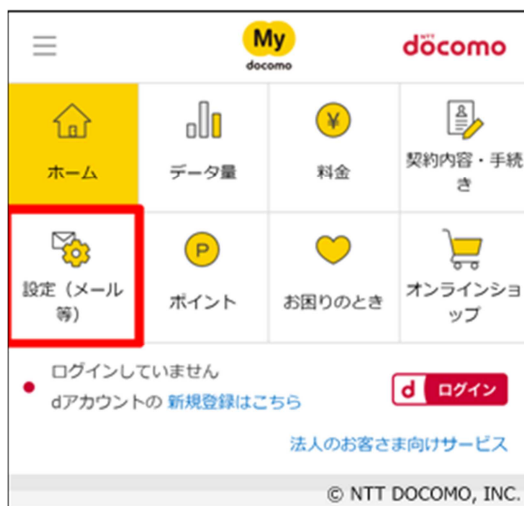 My
docomo
NTT
docomo
ホーム
データ量
¥
料金
契約内容・手続
き
設定（メール
等）
P
ポイント
お困りのとき
オンラインショ
ップ
ログインしていません
dアカウントの 新規登録はこちら
d ログイン
法人のお客さま向けサービス
© NTT DOCOMO, INC.